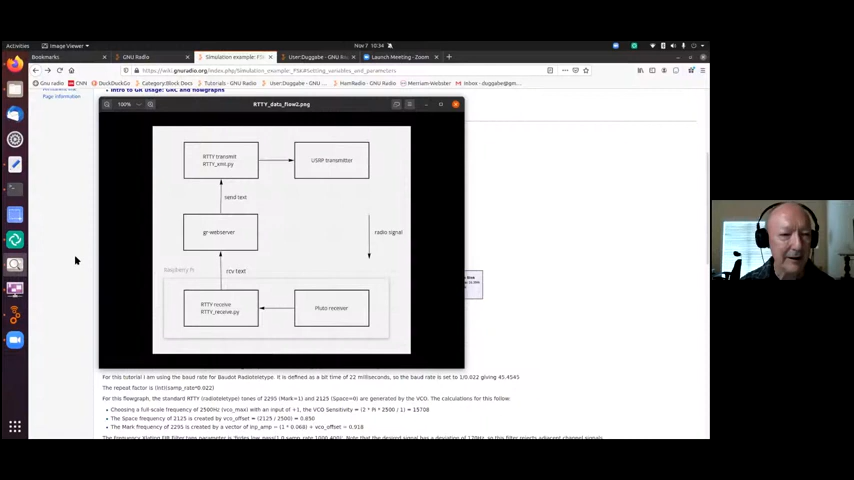 Activities
Image Viewer
Nov 7 10:34
Bookmarks
GNU Radio
Simulation example: FSK
User:Duggabe - GNU Ra
Launch Meeting - Zoom
https://wiki.gnuradio.org/index.php/Simulation_example:_FSK#Setting_variables_and_parameters
Radio
CNN
DuckDuckGo
Category:Block Docs
Tutorials - GNU Radio
User:Duggabe - GNU
HamRadio - GNU Radio
Merriam-Webster
Inbox - duggabe@gm...
Page information
Intro to GR usage: GRC and flowgraphs
100%
RTTY_data_flow2.png
RTTY transmit
RTTY_xmt.py
USRP transmitter
send text
gr-webserver
radio signal
rcv text
Raspberry Pi
RTTY receive
RTTY_receive.py
Pluto receiver
For this tutorial I am using the baud rate for Baudot Radioteletype. It is defined as a bit time of 22 milliseconds, so the baud rate is set to 1/0.022 giving 45.4545
The repeat factor is (int)(samp_rate*0.022)
For this flowgraph, the standard RTTY (radioteletype) tones of 2295 (Mark=1) and 2125 (Space=0) are generated by the VCO. The calculations for this follow:
• Choosing a full-scale frequency of 2500Hz (vco_max) with an input of +1, the VCO Sensitivity = (2 * Pi * 2500 / 1) = 15708
• The Space frequency of 2125 is created by vco_offset = (2125 / 2500) = 0.850
• The Mark frequency of 2295 is created by a vector of inp_amp = (1 * 0.068) + vco_offset = 0.918